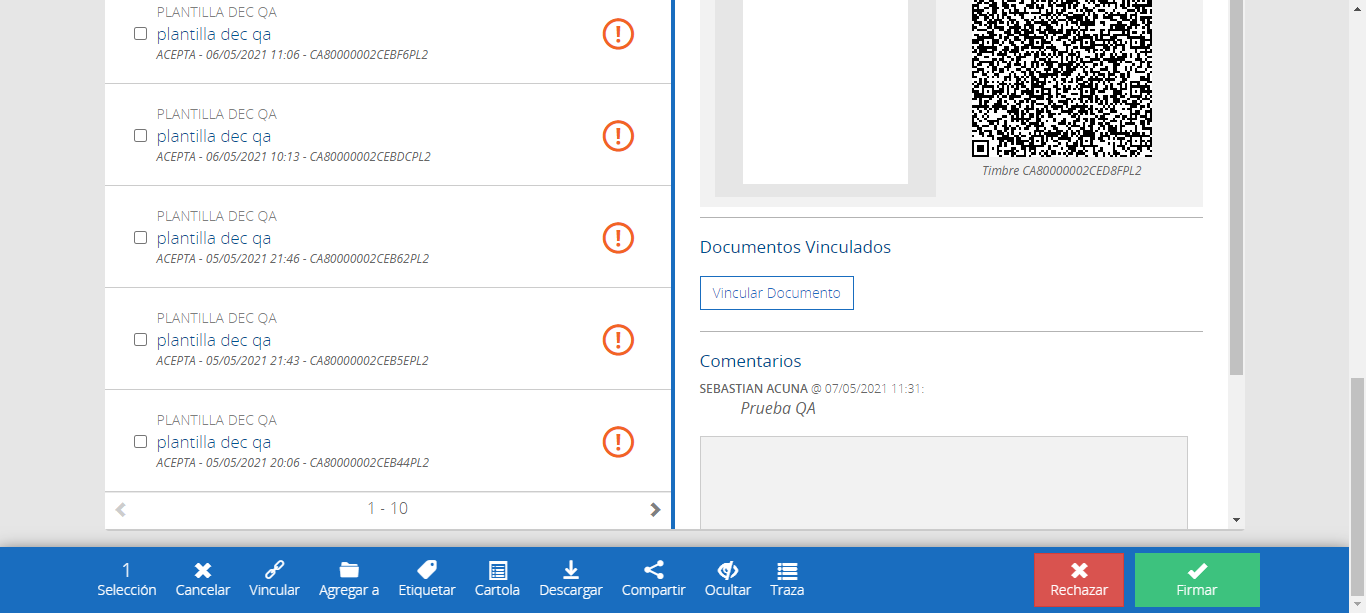 PLANTILLA DEC QA
plantilla dec qa
ACEPTA - 06/05/2021 11:06 - CA80000002CEBF6PL2
PLANTILLA DEC QA
plantilla dec qa
ACEPTA - 06/05/2021 10:13 - CA80000002CEBDCPL2
PLANTILLA DEC QA
plantilla dec qa
ACEPTA - 05/05/2021 21:46 - CA80000002CEB62PL2
PLANTILLA DEC QA
plantilla dec qa
ACEPTA - 05/05/2021 21:43 - CA80000002CEB5EPL2
PLANTILLA DEC QA
plantilla dec qa
ACEPTA - 05/05/2021 20:06 - CA80000002CEB44PL2
1 - 10
Timbre CA80000002CED8FPL2
Documentos Vinculados
Vincular Documento
Comentarios
SEBASTIAN ACUNA @ 07/05/2021 11:31:
Prueba QA
1
Selección
Cancelar
Vincular
Agregar a
Etiquetar
Cartola
Descargar
Compartir
Ocultar
Traza
Rechazar
Firmar